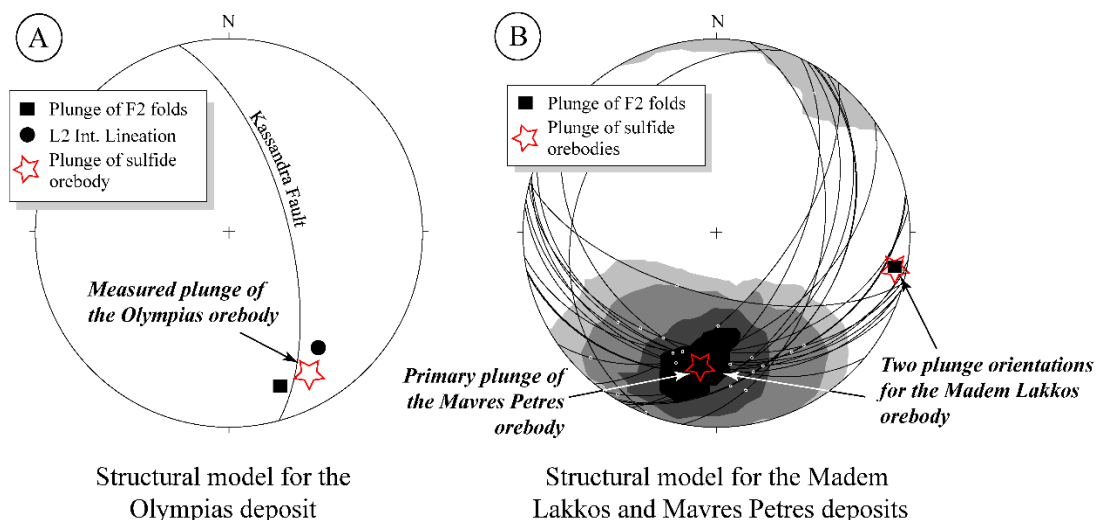 A
N
Plunge of F2 folds
L2 Int. Lineation
Plunge of sulfide
orebody
Kassandra Fault
Measured plunge of
the Olympias orebody
Structural model for the
Olympias deposit
B
N
Plunge of F2 folds
Plunge of sulfide
orebodies
Primary plunge of
the Mavres Petres
orebody
Two plunge orientations
for the Madem Lakkos
orebody
Structural model for the Madem
Lakkos and Mavres Petres deposits